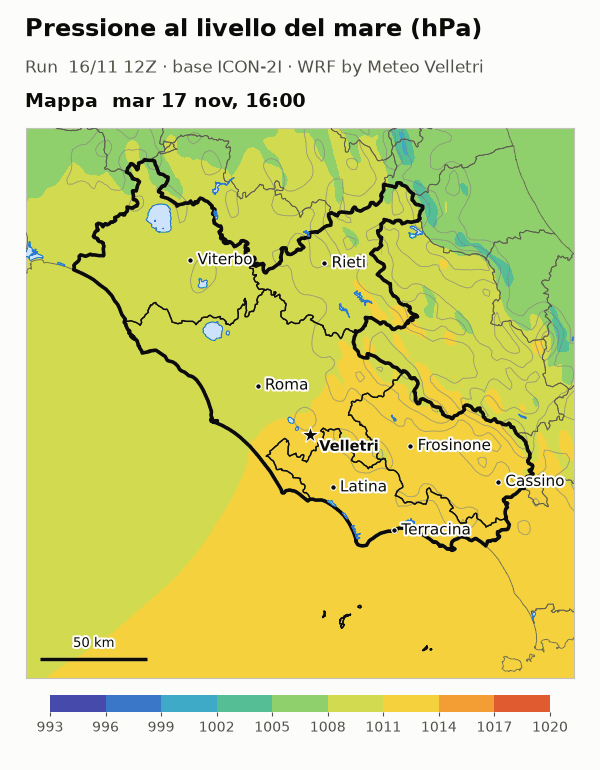 Pressione al livello del mare (hPa)
Run  16/11 12Z · base ICON-2I · WRF by Meteo Velletri
Mappa  mar 17 nov, 16:00
Viterbo
Rieti
Roma
Velletri
Frosinone
Cassino
Latina
Terracina
50 km
993 996 999 1002 1005 1008 1011 1014 1017 1020